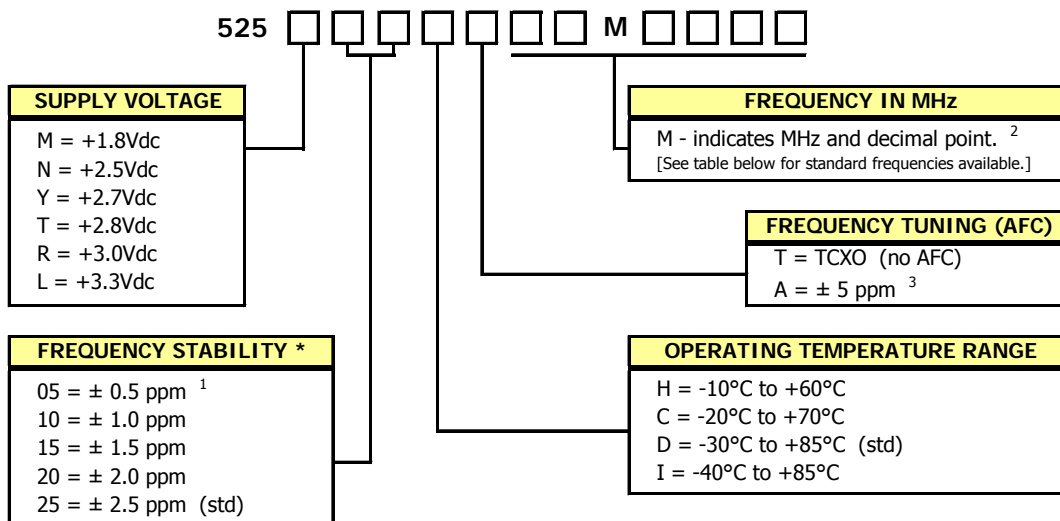 525 M
SUPPLY VOLTAGE
M = +1.8Vdc
N = +2.5Vdc
Y = +2.7Vdc
T = +2.8Vdc
R = +3.0Vdc
L = +3.3Vdc
FREQUENCY IN MHz
M - indicates MHz and decimal point. 2
[See table below for standard frequencies available.]
FREQUENCY TUNING (AFC)
T = TCXO (no AFC)
A = ± 5 ppm 3
FREQUENCY STABILITY *
05 = ± 0.5 ppm 1
10 = ± 1.0 ppm
15 = ± 1.5 ppm
20 = ± 2.0 ppm
25 = ± 2.5 ppm (std)
OPERATING TEMPERATURE RANGE
H = -10°C to +60°C
C = -20°C to +70°C
D = -30°C to +85°C (std)
I = -40°C to +85°C